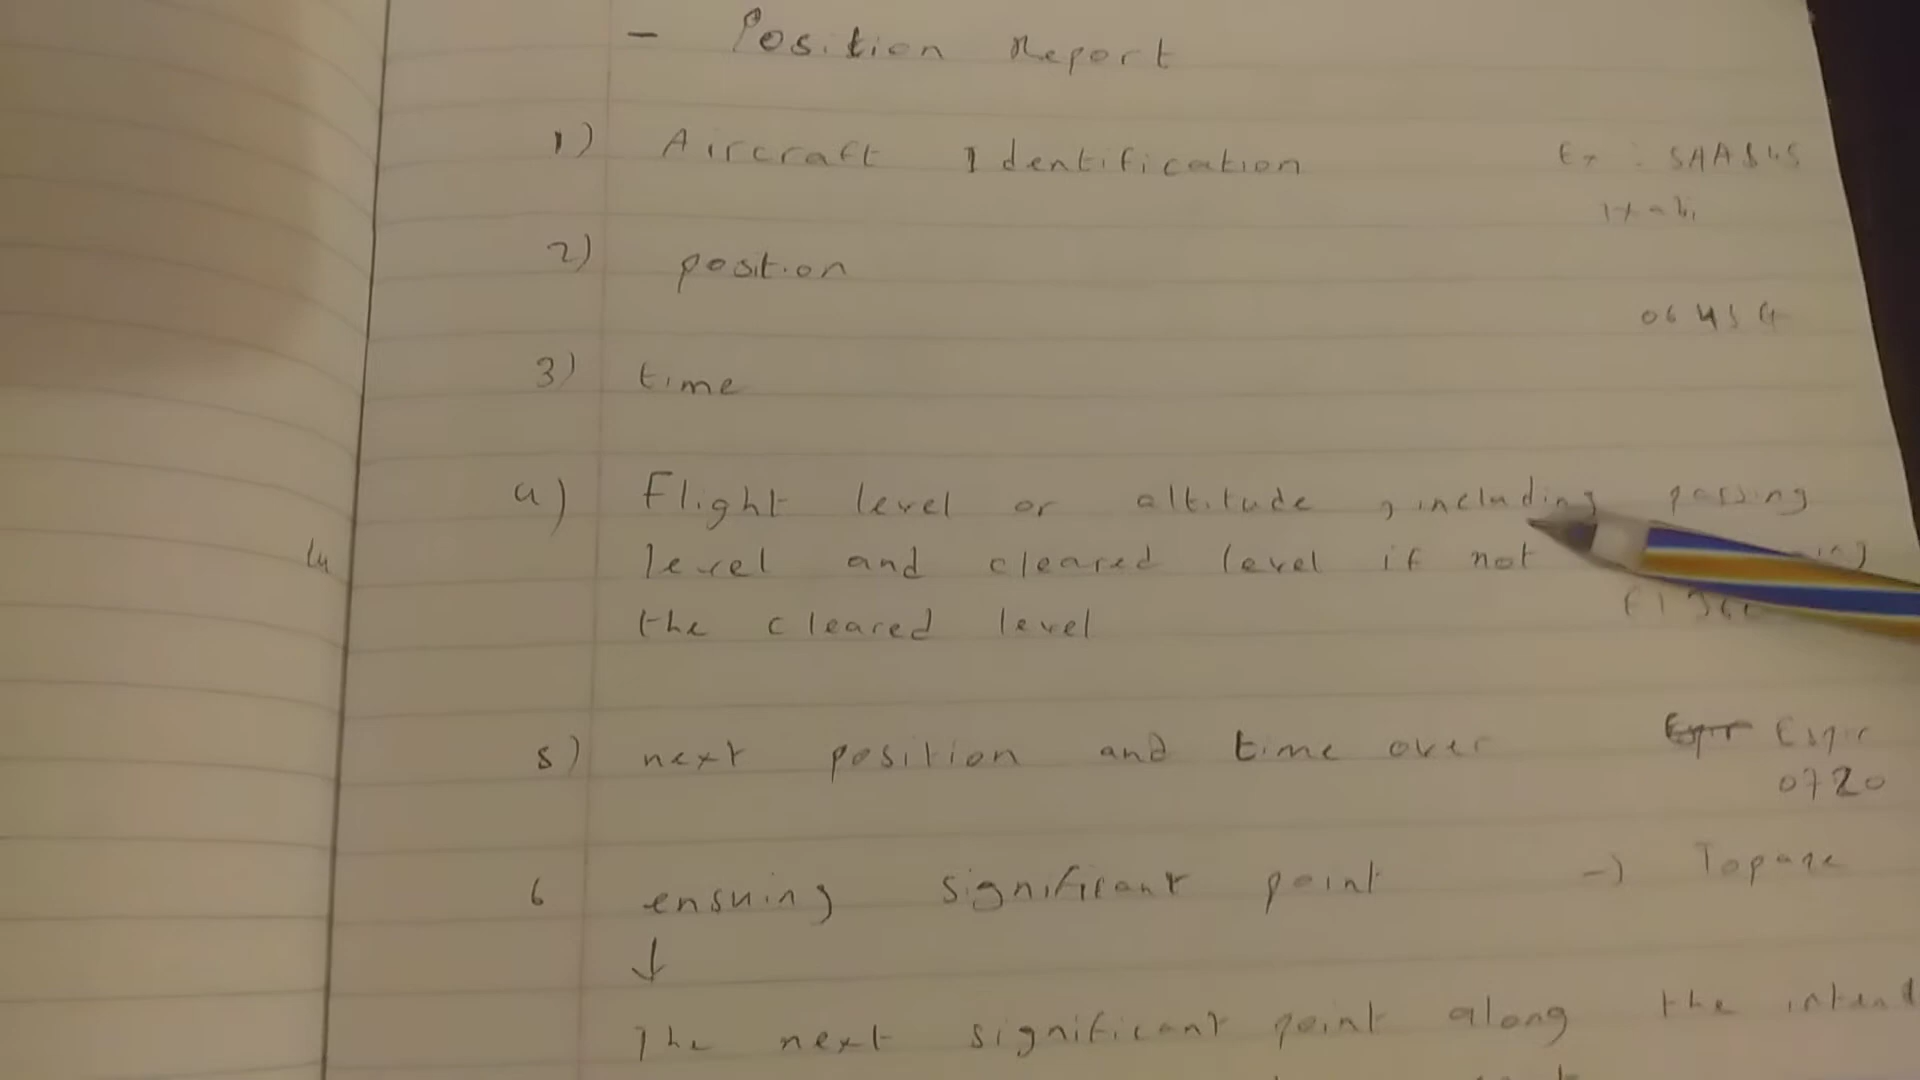 - Position Report
1) Aircraft Identification
2) position
3) time
4) Flight level or altitude, including passing
level and cleared level if not
the cleared level
5) next position and time over
0720
6 ensuing significant point
↓
The next significant point along the